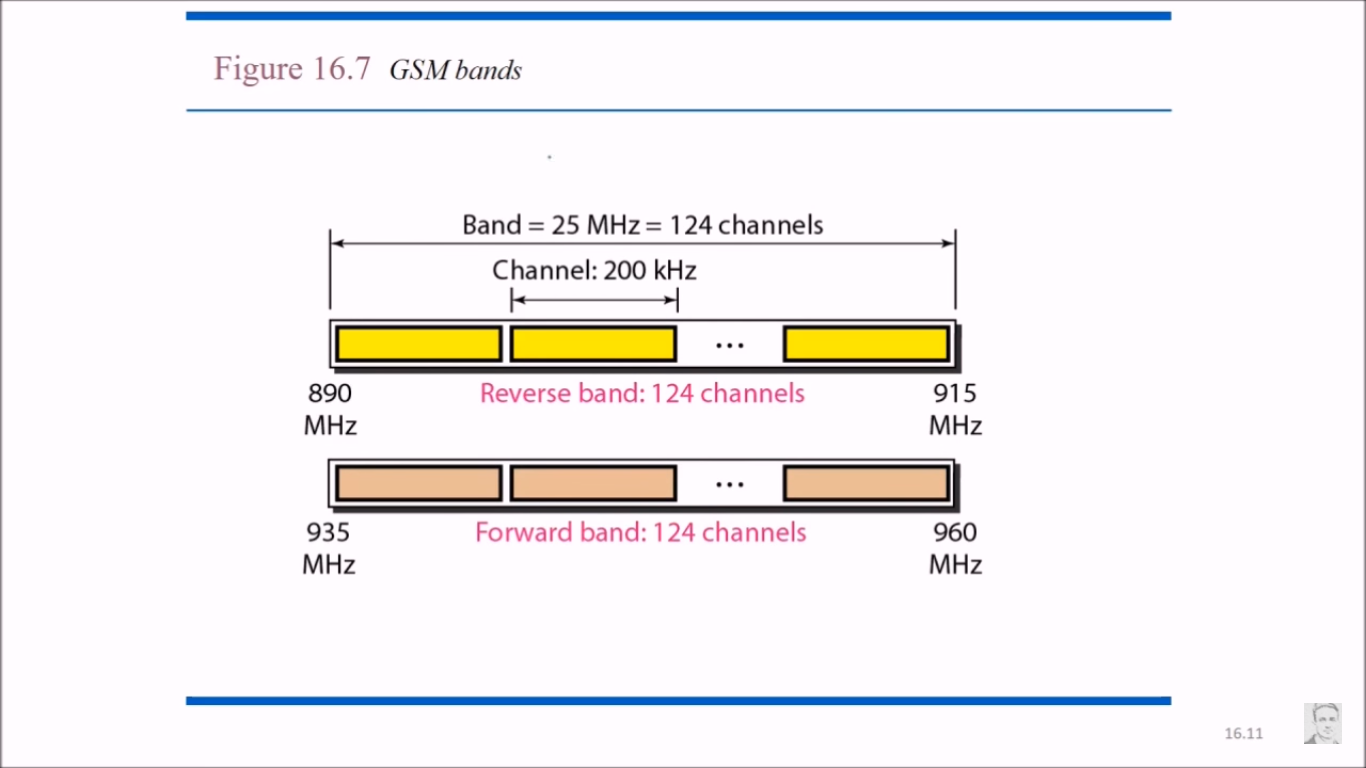 Figure 16.7 GSM bands
Band = 25 MHz = 124 channels
Channel: 200 kHz
...
890 MHz
Reverse band: 124 channels
915 MHz
...
935 MHz
Forward band: 124 channels
960 MHz
16.11